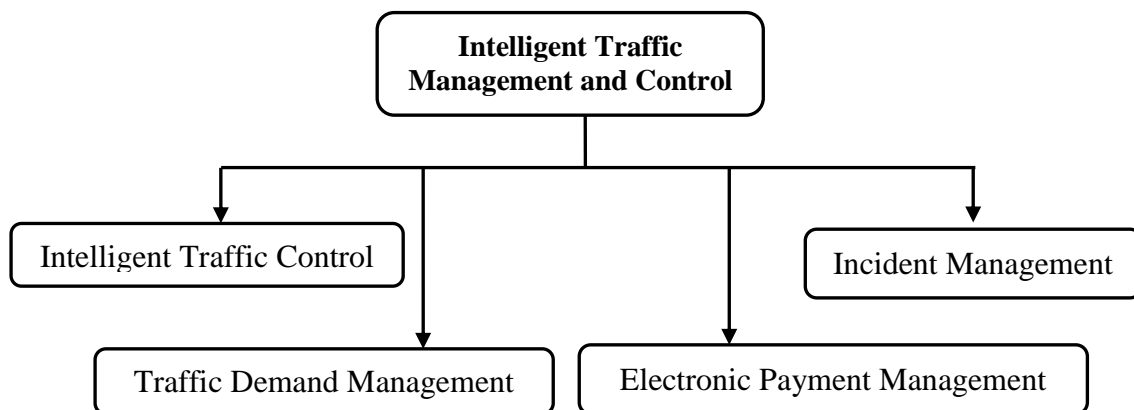 Intelligent Traffic
Management and Control
Intelligent Traffic Control
Incident Management
Traffic Demand Management
Electronic Payment Management